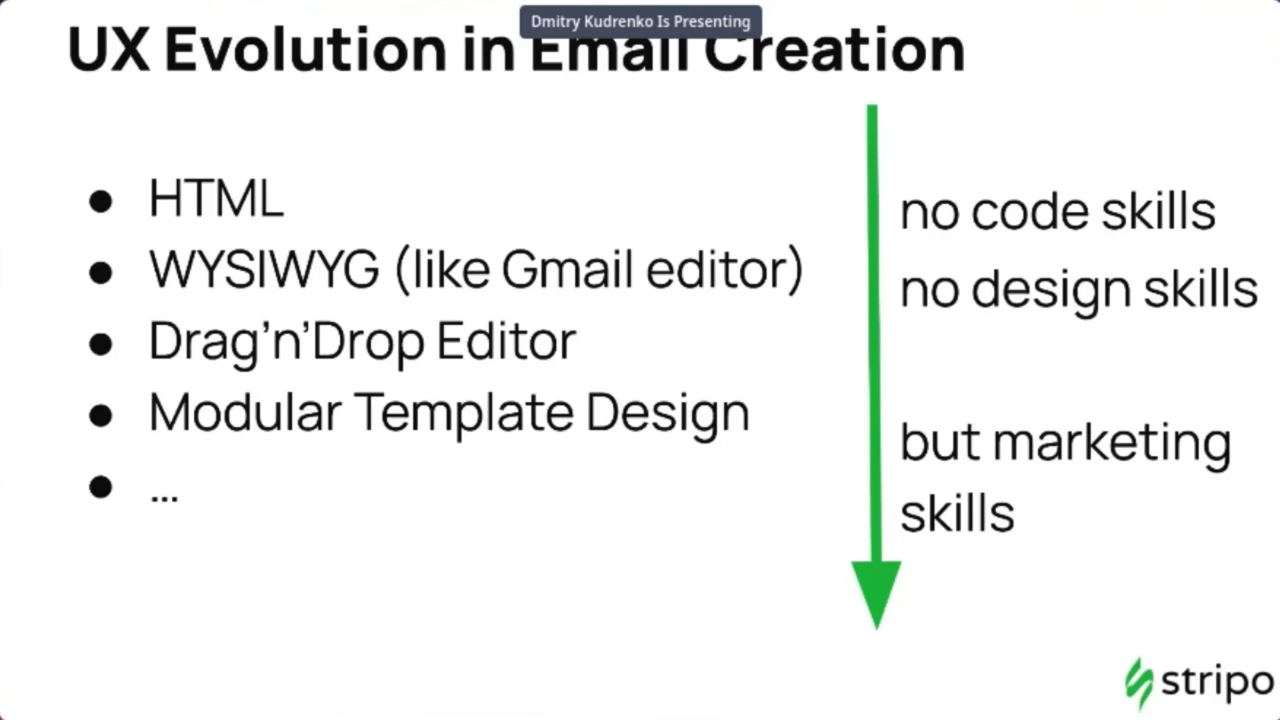 Dmitry Kudrenko Is Presenting
UX Evolution in Email Creation
● HTML
● WYSIWYG (like Gmail editor)
● Drag’n’Drop Editor
● Modular Template Design
● ...
no code skills
no design skills
but marketing
skills
stripo